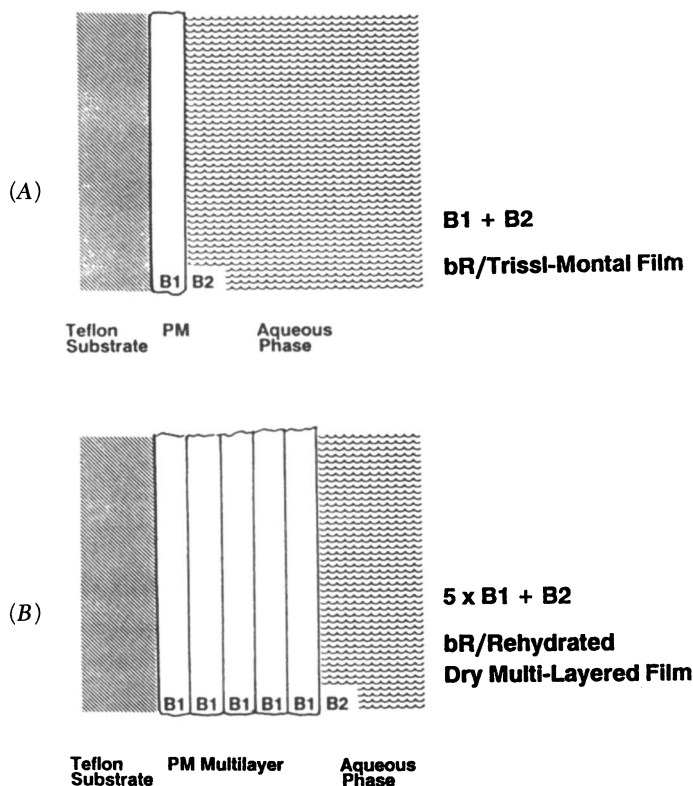 (A)
B1 B2
B1 + B2
bR/Trissl-Montal Film
Teflon
Substrate
PM
Aqueous
Phase
(B)
B1 B1 B1 B1 B1 B2
5 x B1 + B2
bR/Rehydrated
Dry Multi-Layered Film
Teflon
Substrate
PM Multilayer
Aqueous
Phase